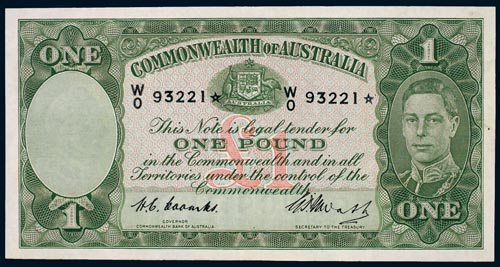 COMMONWEALTH OF AUSTRALIA
ONE
1
W/0 93221★
W/0 93221★
AUSTRALIA
This Note is legal tender for
ONE POUND
in the Commonwealth and in all
Territories under the control of the
Commonwealth
£1
GOVERNOR
COMMONWEALTH BANK OF AUSTRALIA
SECRETARY TO THE TREASURY
1
ONE